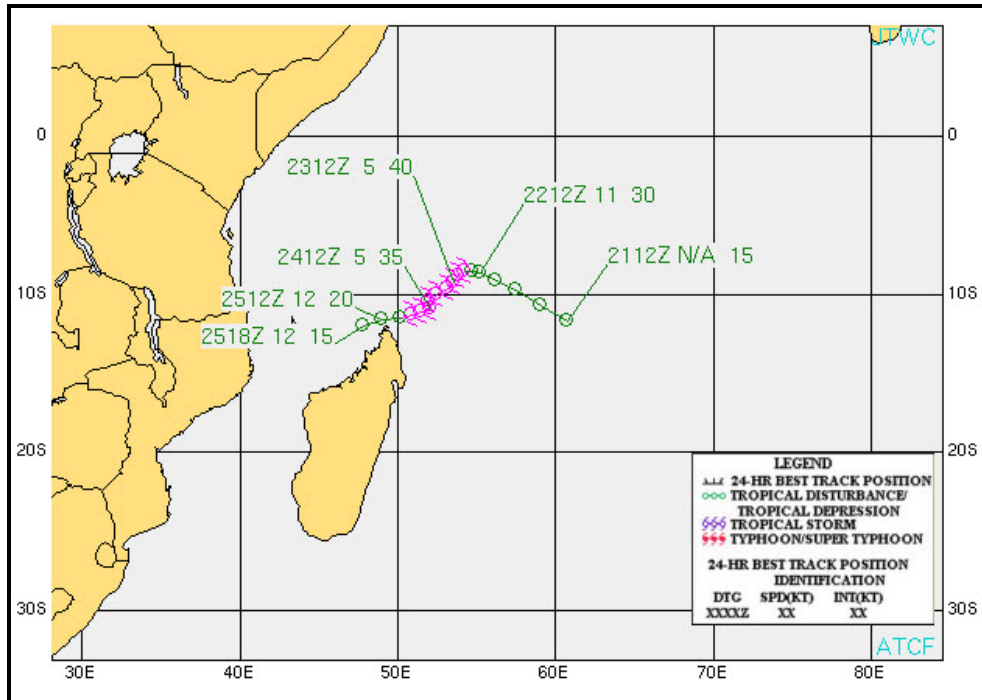 JTWC
0
0
2312Z 5 40
2212Z 11 30
2412Z 5 35
2112Z N/A 15
10S
10S
2512Z 12 20
2518Z 12 15
20S
20S
LEGEND
24-HR BEST TRACK POSITION
TROPICAL DISTURBANCE/
TROPICAL DEPRESSION
TROPICAL STORM
TYPHOON/SUPER TYPHOON
24-HR BEST TRACK POSITION
IDENTIFICATION
DTG SPD(KT) INT(KT)
XXXXZ XX XX
30S
30S
ATCF
30E 40E 50E 60E 70E 80E